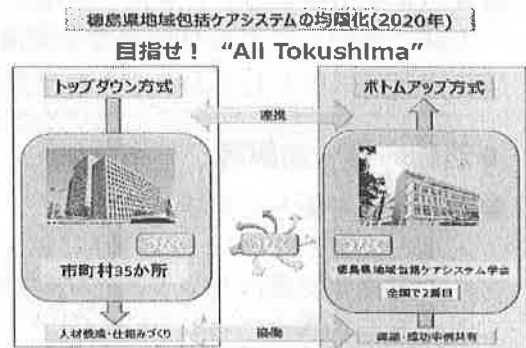 徳島県地域包括ケアシステムの均霑化(2020年)
目指せ！ “All Tokushima”
トップダウン方式
ボトムアップ方式
連携
市町村35か所
徳島県地域包括ケアシステム学会
全国で2番目
人材養成・仕組みづくり
協働
課題・成功事例共有